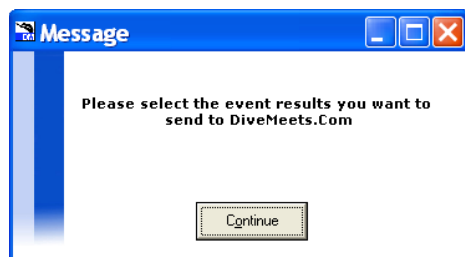 Message
Please select the event results you want to
send to DiveMeets.Com
Continue